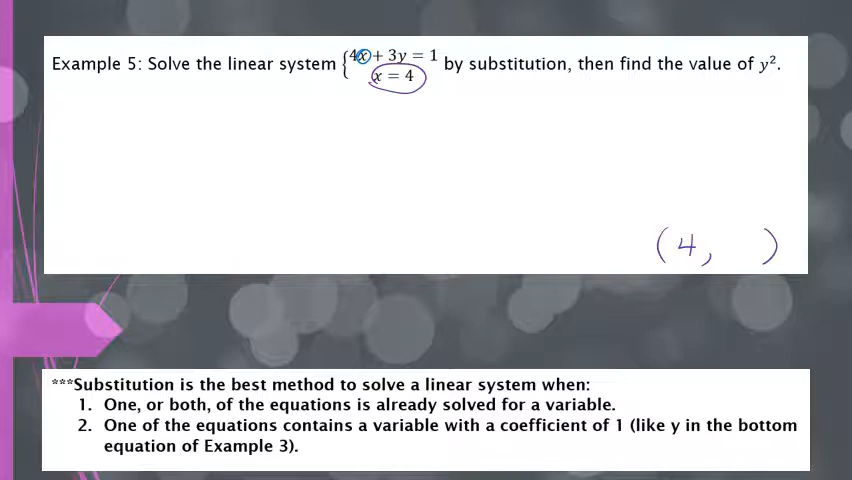 Example 5: Solve the linear system {4x + 3y = 1 by substitution, then find the value of y².
x = 4
(4, )
***Substitution is the best method to solve a linear system when:
1. One, or both, of the equations is already solved for a variable.
2. One of the equations contains a variable with a coefficient of 1 (like y in the bottom
equation of Example 3).